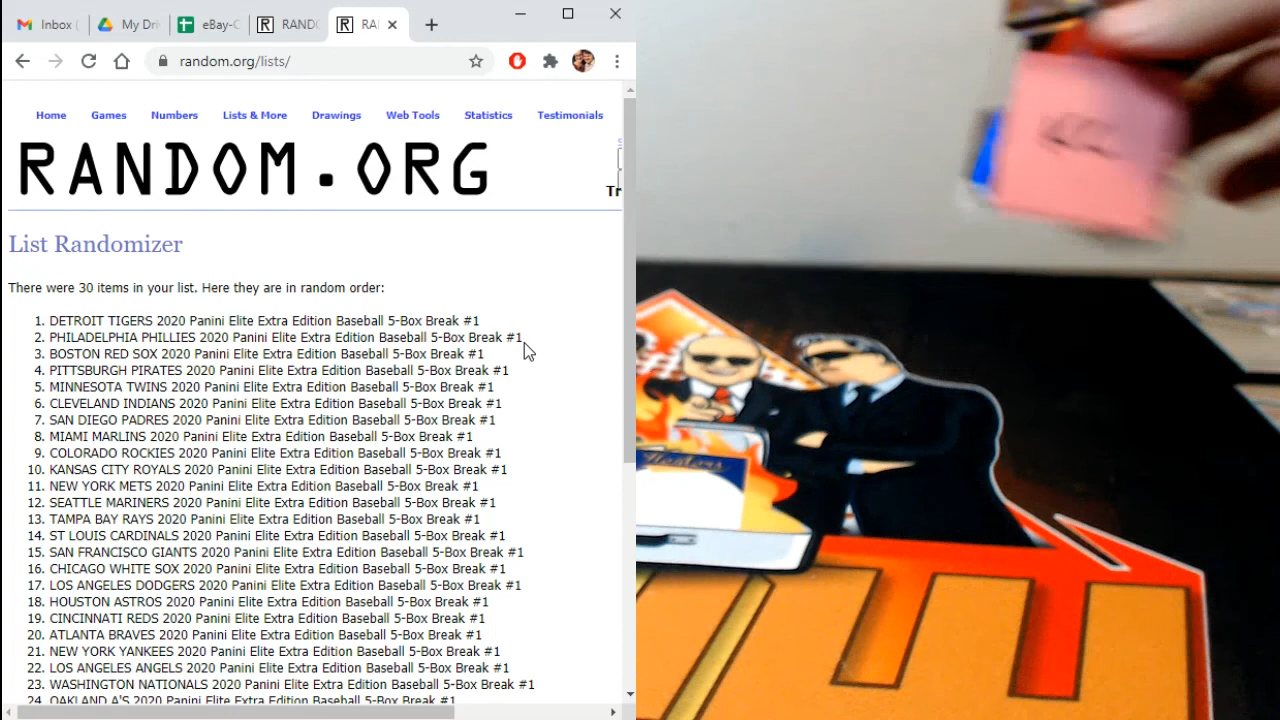 Inbox (
My Dri
eBay-C
RANDO
RAI
random.org/lists/
Home Games Numbers Lists & More Drawings Web Tools Statistics Testimonials
RANDOM.ORG
Tr
List Randomizer
There were 30 items in your list. Here they are in random order:
1. DETROIT TIGERS 2020 Panini Elite Extra Edition Baseball 5-Box Break #1
2. PHILADELPHIA PHILLIES 2020 Panini Elite Extra Edition Baseball 5-Box Break #1
3. BOSTON RED SOX 2020 Panini Elite Extra Edition Baseball 5-Box Break #1
4. PITTSBURGH PIRATES 2020 Panini Elite Extra Edition Baseball 5-Box Break #1
5. MINNESOTA TWINS 2020 Panini Elite Extra Edition Baseball 5-Box Break #1
6. CLEVELAND INDIANS 2020 Panini Elite Extra Edition Baseball 5-Box Break #1
7. SAN DIEGO PADRES 2020 Panini Elite Extra Edition Baseball 5-Box Break #1
8. MIAMI MARLINS 2020 Panini Elite Extra Edition Baseball 5-Box Break #1
9. COLORADO ROCKIES 2020 Panini Elite Extra Edition Baseball 5-Box Break #1
10. KANSAS CITY ROYALS 2020 Panini Elite Extra Edition Baseball 5-Box Break #1
11. NEW YORK METS 2020 Panini Elite Extra Edition Baseball 5-Box Break #1
12. SEATTLE MARINERS 2020 Panini Elite Extra Edition Baseball 5-Box Break #1
13. TAMPA BAY RAYS 2020 Panini Elite Extra Edition Baseball 5-Box Break #1
14. ST LOUIS CARDINALS 2020 Panini Elite Extra Edition Baseball 5-Box Break #1
15. SAN FRANCISCO GIANTS 2020 Panini Elite Extra Edition Baseball 5-Box Break #1
16. CHICAGO WHITE SOX 2020 Panini Elite Extra Edition Baseball 5-Box Break #1
17. LOS ANGELES DODGERS 2020 Panini Elite Extra Edition Baseball 5-Box Break #1
18. HOUSTON ASTROS 2020 Panini Elite Extra Edition Baseball 5-Box Break #1
19. CINCINNATI REDS 2020 Panini Elite Extra Edition Baseball 5-Box Break #1
20. ATLANTA BRAVES 2020 Panini Elite Extra Edition Baseball 5-Box Break #1
21. NEW YORK YANKEES 2020 Panini Elite Extra Edition Baseball 5-Box Break #1
22. LOS ANGELES ANGELS 2020 Panini Elite Extra Edition Baseball 5-Box Break #1
23. WASHINGTON NATIONALS 2020 Panini Elite Extra Edition Baseball 5-Box Break #1
24. OAKLAND A'S 2020 Panini Elite Extra Edition Baseball 5-Box Break #1